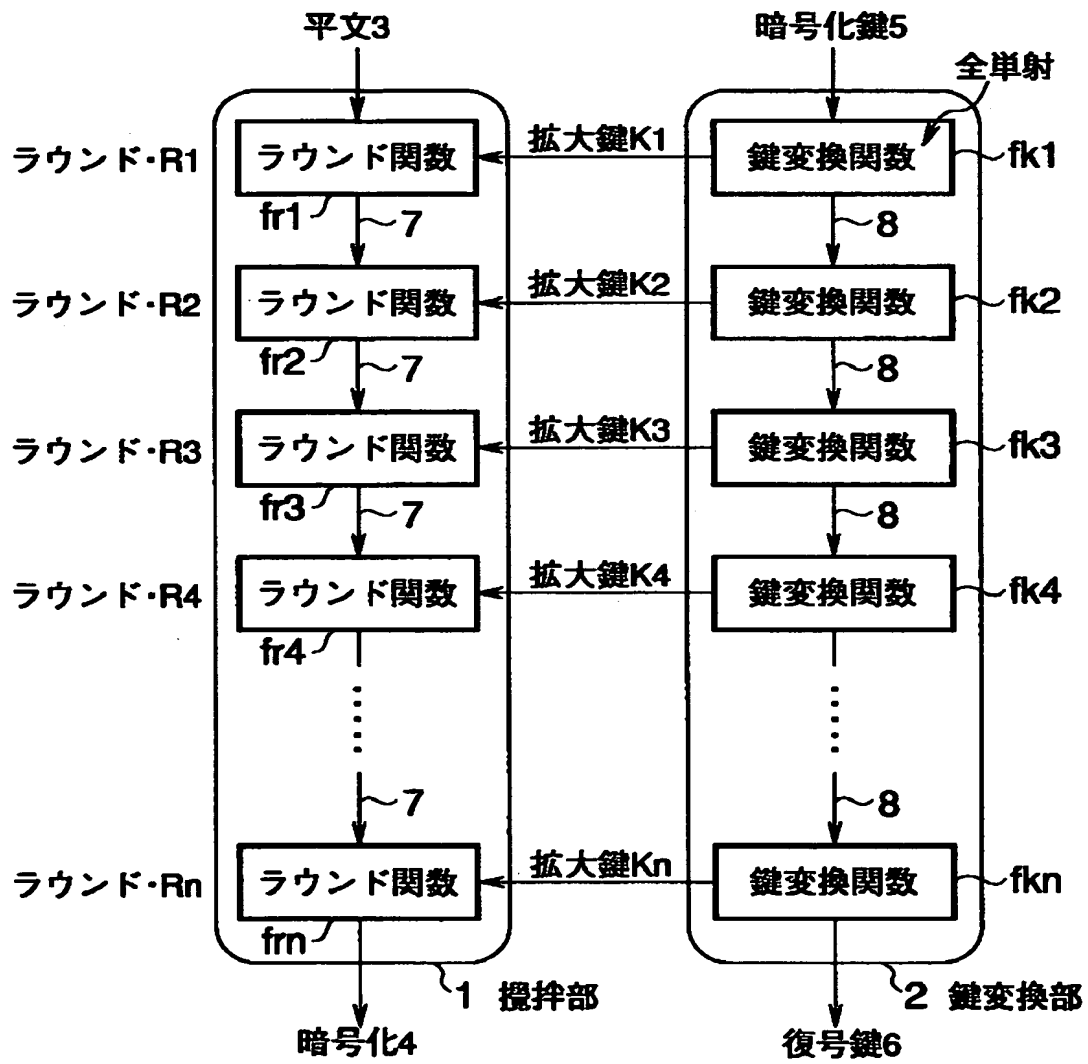 平文3
暗号化鍵5
全単射
ラウンド・R1
ラウンド関数
拡大鍵K1
鍵変換関数
fk1
fr1
7
8
ラウンド・R2
ラウンド関数
拡大鍵K2
鍵変換関数
fk2
fr2
7
8
ラウンド・R3
ラウンド関数
拡大鍵K3
鍵変換関数
fk3
fr3
7
8
ラウンド・R4
ラウンド関数
拡大鍵K4
鍵変換関数
fk4
fr4
7
8
ラウンド・Rn
ラウンド関数
拡大鍵Kn
鍵変換関数
fkn
frn
1 攪拌部
2 鍵変換部
暗号化4
復号鍵6